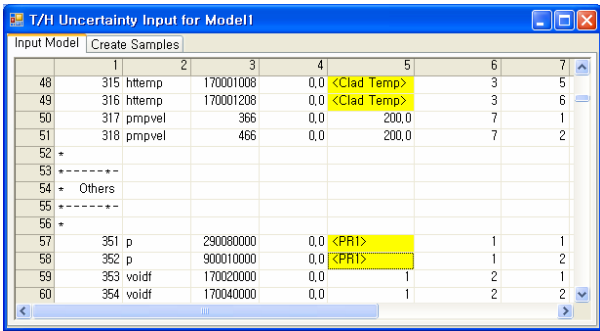 T/H Uncertainty Input for Model1
Input Model Create Samples
1 2 3 4 5 6 7
48 315 httemp 170001008 0,0 <Clad Temp> 3 5
49 316 httemp 170001208 0,0 <Clad Temp> 3 6
50 317 pmpvel 366 0,0 200,0 7 1
51 318 pmpvel 466 0,0 200,0 7 2
52 *
53 *-----*-
54 * Others
55 *-----*-
56 *
57 351 p 290080000 0,0 <PR1> 1 1
58 352 p 900010000 0,0 <PR1> 1 2
59 353 voidf 170020000 0,0 1 2 1
60 354 voidf 170040000 0,0 1 2 2